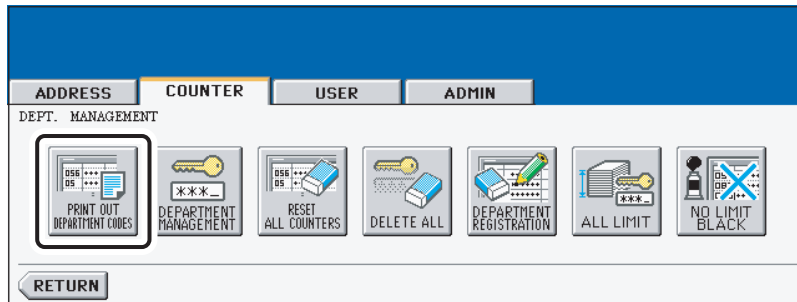 ADDRESS
COUNTER
USER
ADMIN
DEPT. MANAGEMENT
PRINT OUT
DEPARTMENT CODES
DEPARTMENT
MANAGEMENT
RESET
ALL COUNTERS
DELETE ALL
DEPARTMENT
REGISTRATION
ALL LIMIT
NO LIMIT
BLACK
RETURN